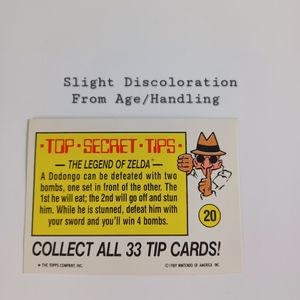 Slight Discoloration
From Age/Handling
TOP • SECRET • TIPS
— THE LEGEND OF ZELDA™ —
A Dodongo can be defeated with two
bombs, one set in front of the other. The
1st he will eat; the 2nd will go off and stun
him. While he is stunned, defeat him with
your sword and you'll win 4 bombs.
20
COLLECT ALL 33 TIP CARDS!
* THE TOPPS COMPANY, INC.
©1989 NINTENDO OF AMERICA INC.